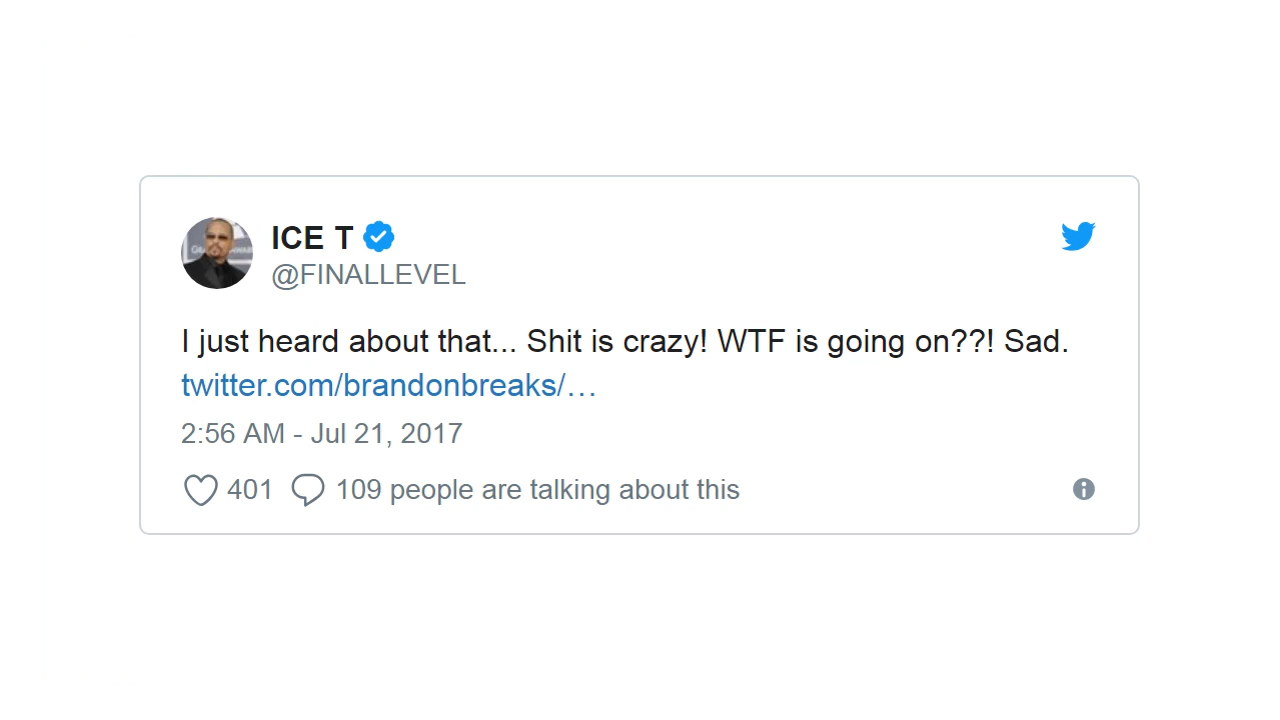 ICE T
@FINALLEVEL
I just heard about that... Shit is crazy! WTF is going on??! Sad.
twitter.com/brandonbreaks/…
2:56 AM - Jul 21, 2017
401 109 people are talking about this